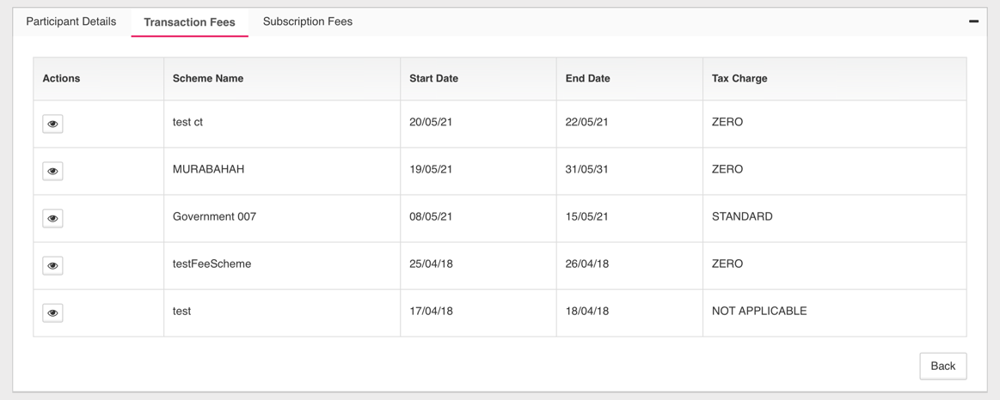 Participant Details Transaction Fees Subscription Fees
Actions Scheme Name Start Date End Date Tax Charge
test ct 20/05/21 22/05/21 ZERO
MURABAHAH 19/05/21 31/05/31 ZERO
Government 007 08/05/21 15/05/21 STANDARD
testFeeScheme 25/04/18 26/04/18 ZERO
test 17/04/18 18/04/18 NOT APPLICABLE
Back